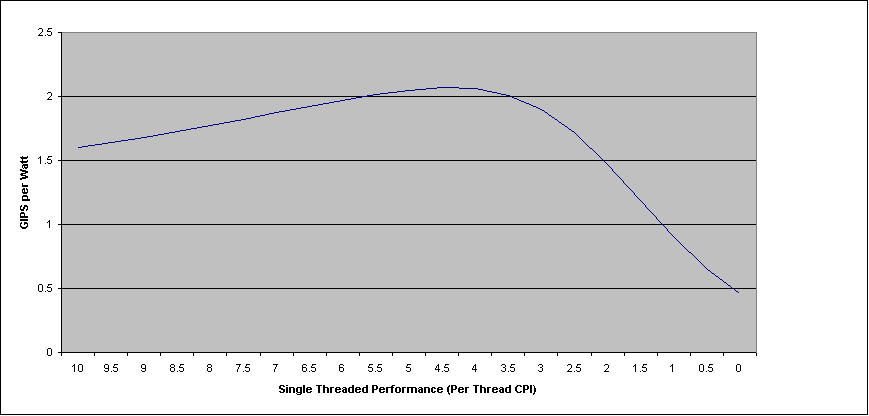 2.5
2
1.5
1
0.5
0
GIPS per Watt
10 9.5 9 8.5 8 7.5 7 6.5 6 5.5 5 4.5 4 3.5 3 2.5 2 1.5 1 0.5 0
Single Threaded Performance (Per Thread CPI)